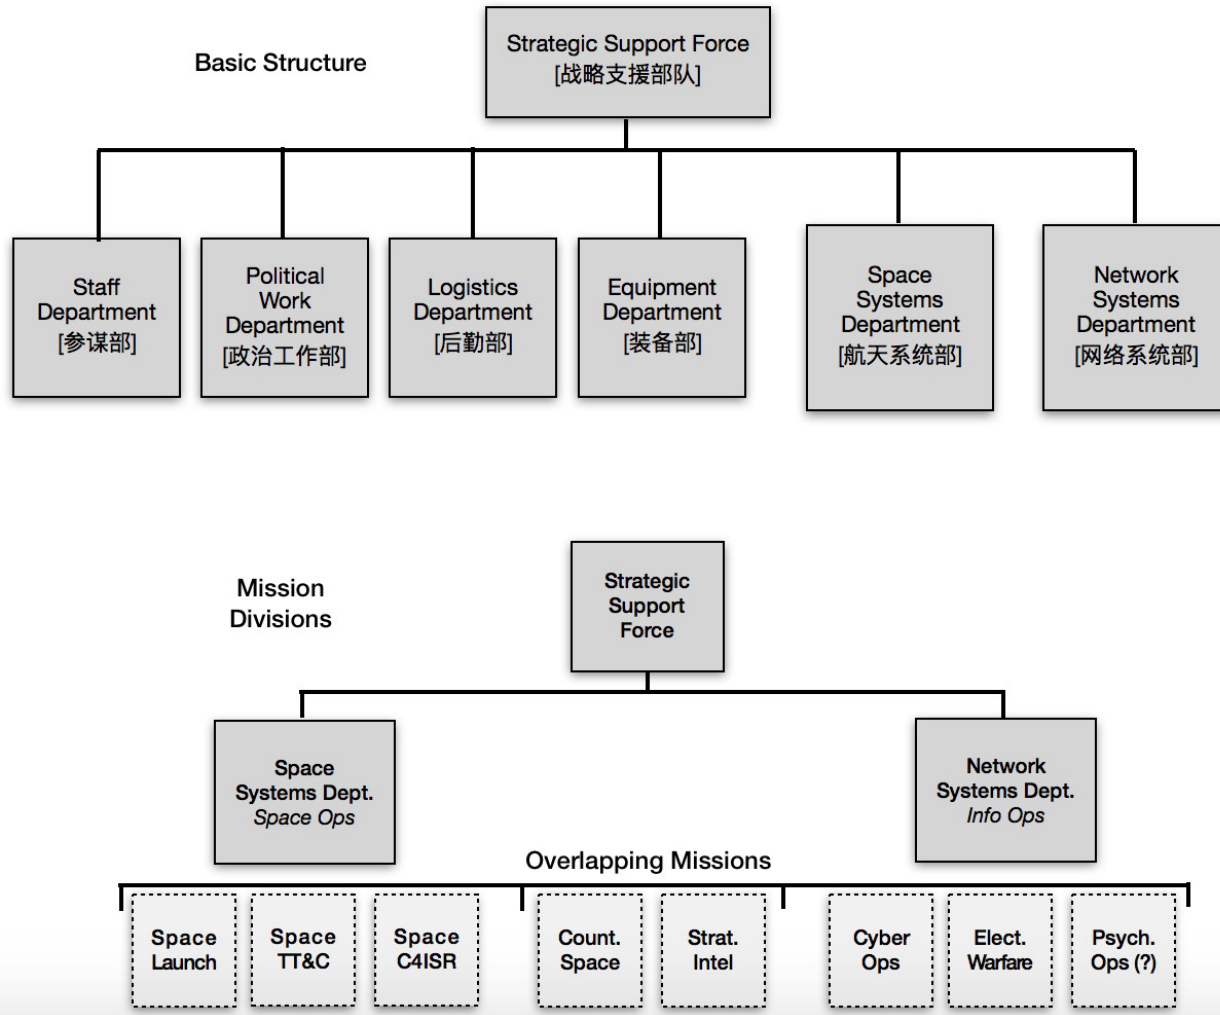 Basic Structure
Strategic Support Force
[战略支援部队]
Staff
Department
[参谋部]
Political
Work
Department
[政治工作部]
Logistics
Department
[后勤部]
Equipment
Department
[装备部]
Space
Systems
Department
[航天系统部]
Network
Systems
Department
[网络系统部]
Mission
Divisions
Strategic
Support
Force
Space
Systems Dept.
Space Ops
Network
Systems Dept.
Info Ops
Overlapping Missions
Space
Launch
Space
TT&C
Space
C4ISR
Count.
Space
Strat.
Intel
Cyber
Ops
Elect.
Warfare
Psych.
Ops (?)